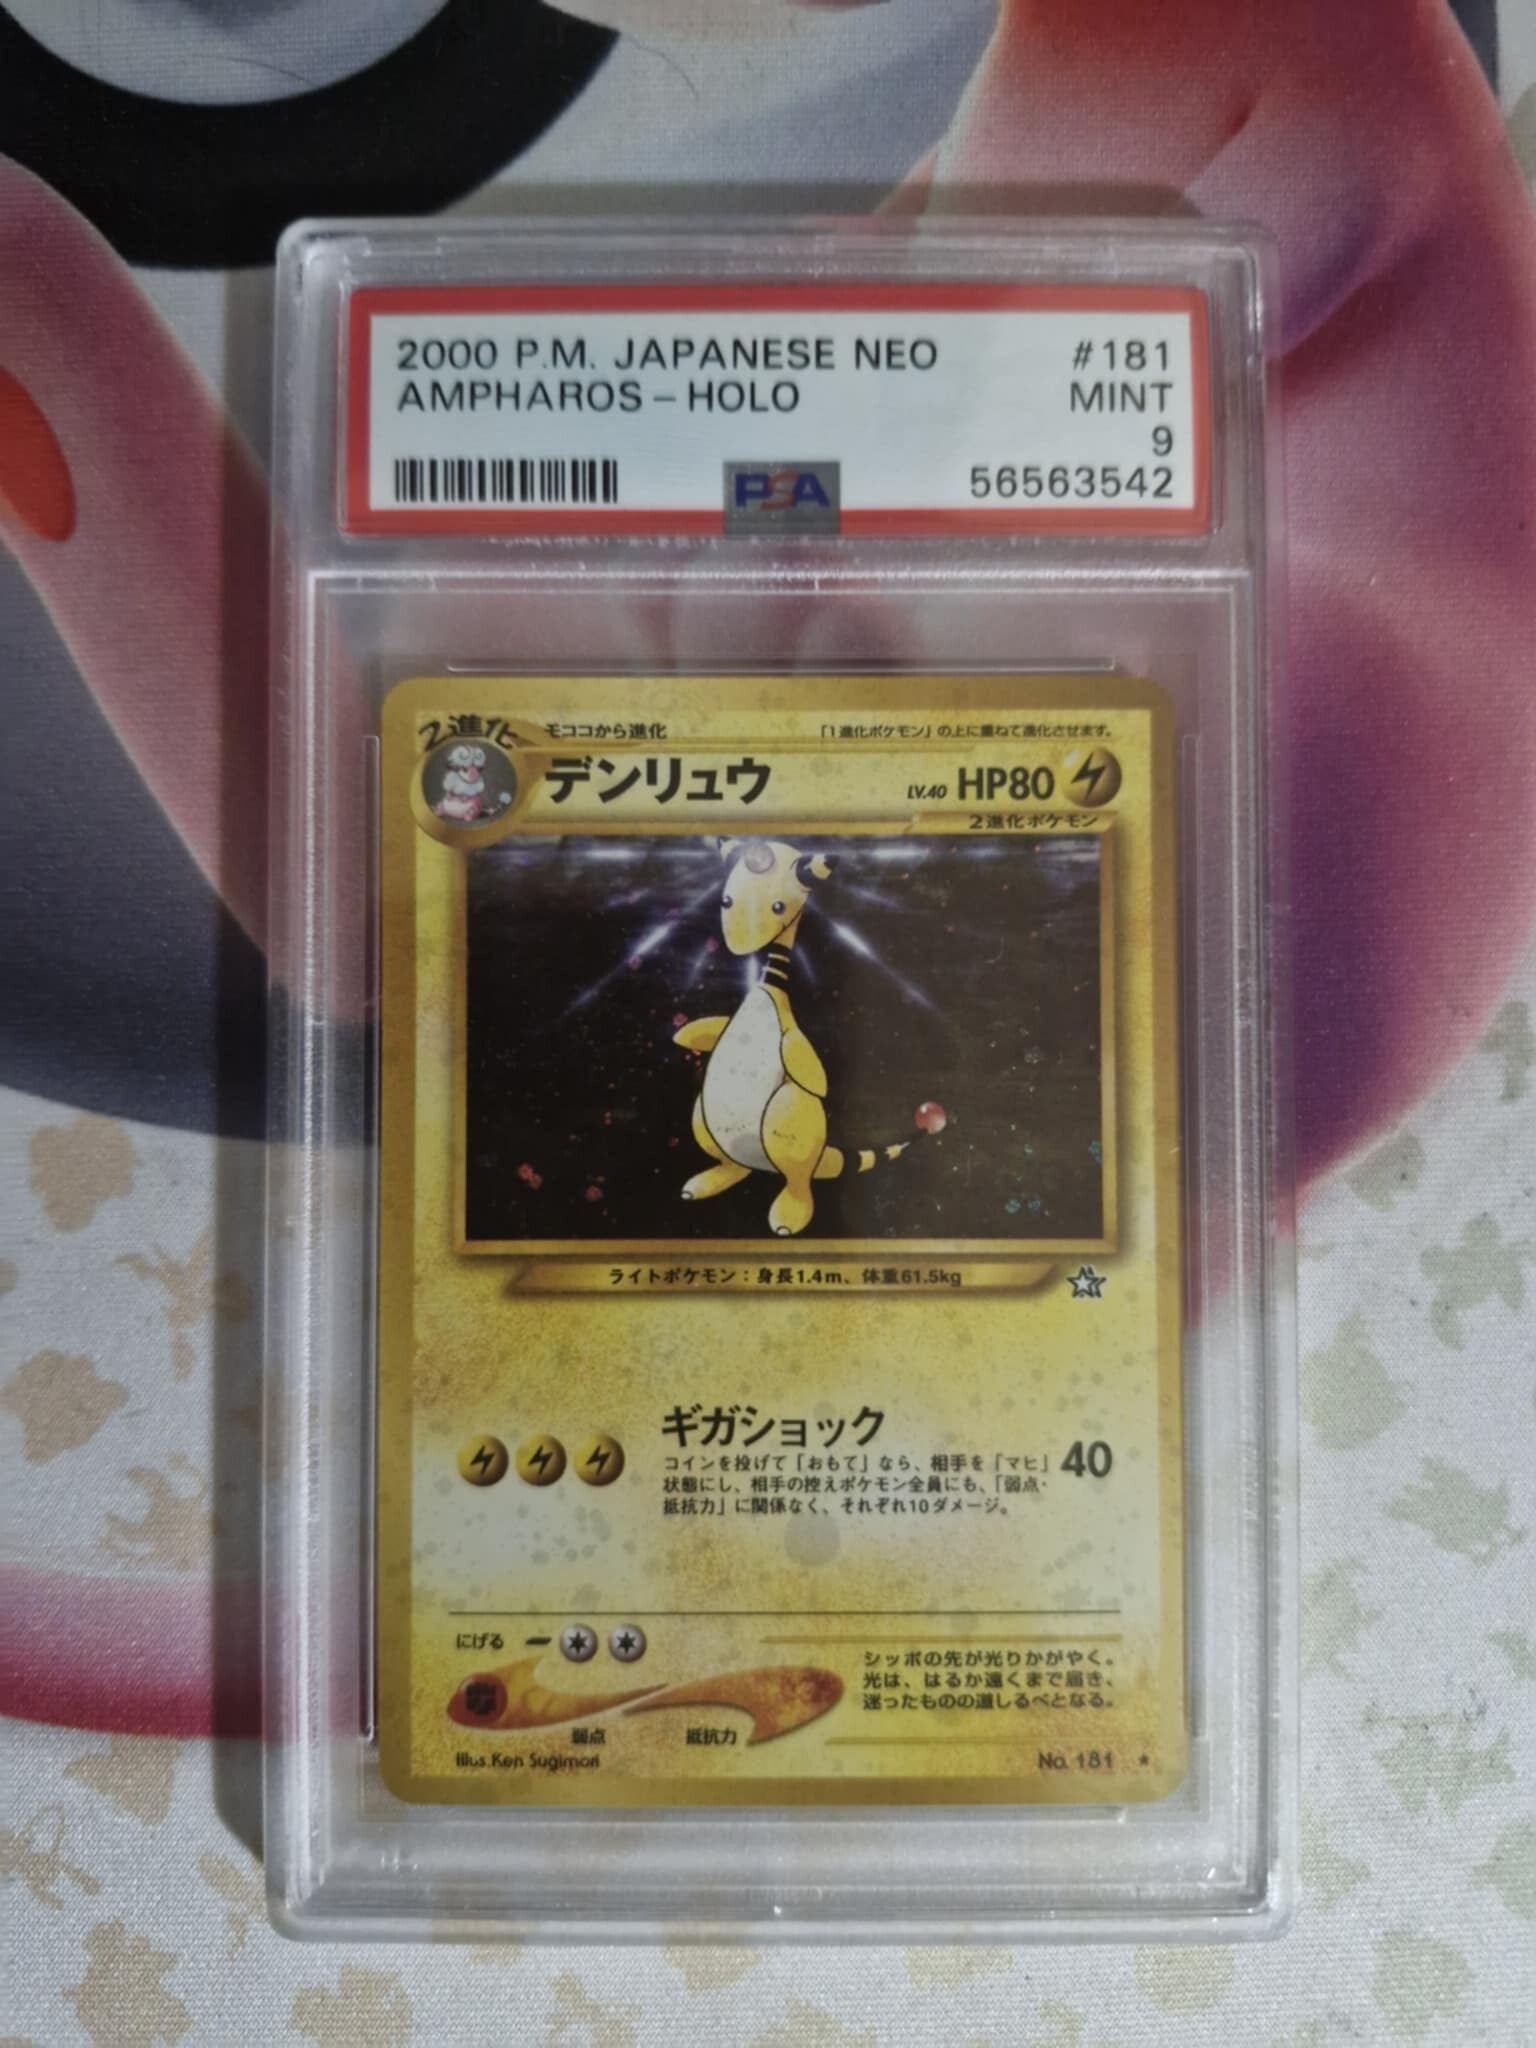 2000 P.M. JAPANESE NEO #181
AMPHAROS - HOLO MINT
9
PSA 56563542
2進化 モココから進化 「1進化ポケモン」の上に重ねて進化させます。
デンリュウ LV.40 HP80
2進化ポケモン
ライトポケモン：身長1.4m、体重61.5kg
ギガショック
コインを投げて「おもて」なら、相手を「マヒ」
状態にし、相手の控えポケモン全員にも、「弱点・
抵抗力」に関係なく、それぞれ10ダメージ。
40
にげる
シッポの先が光りかがやく。
光は、はるか遠くまで届き、
迷ったものの道しるべとなる。
弱点 抵抗力
Illus. Ken Sugimori No. 181 ★